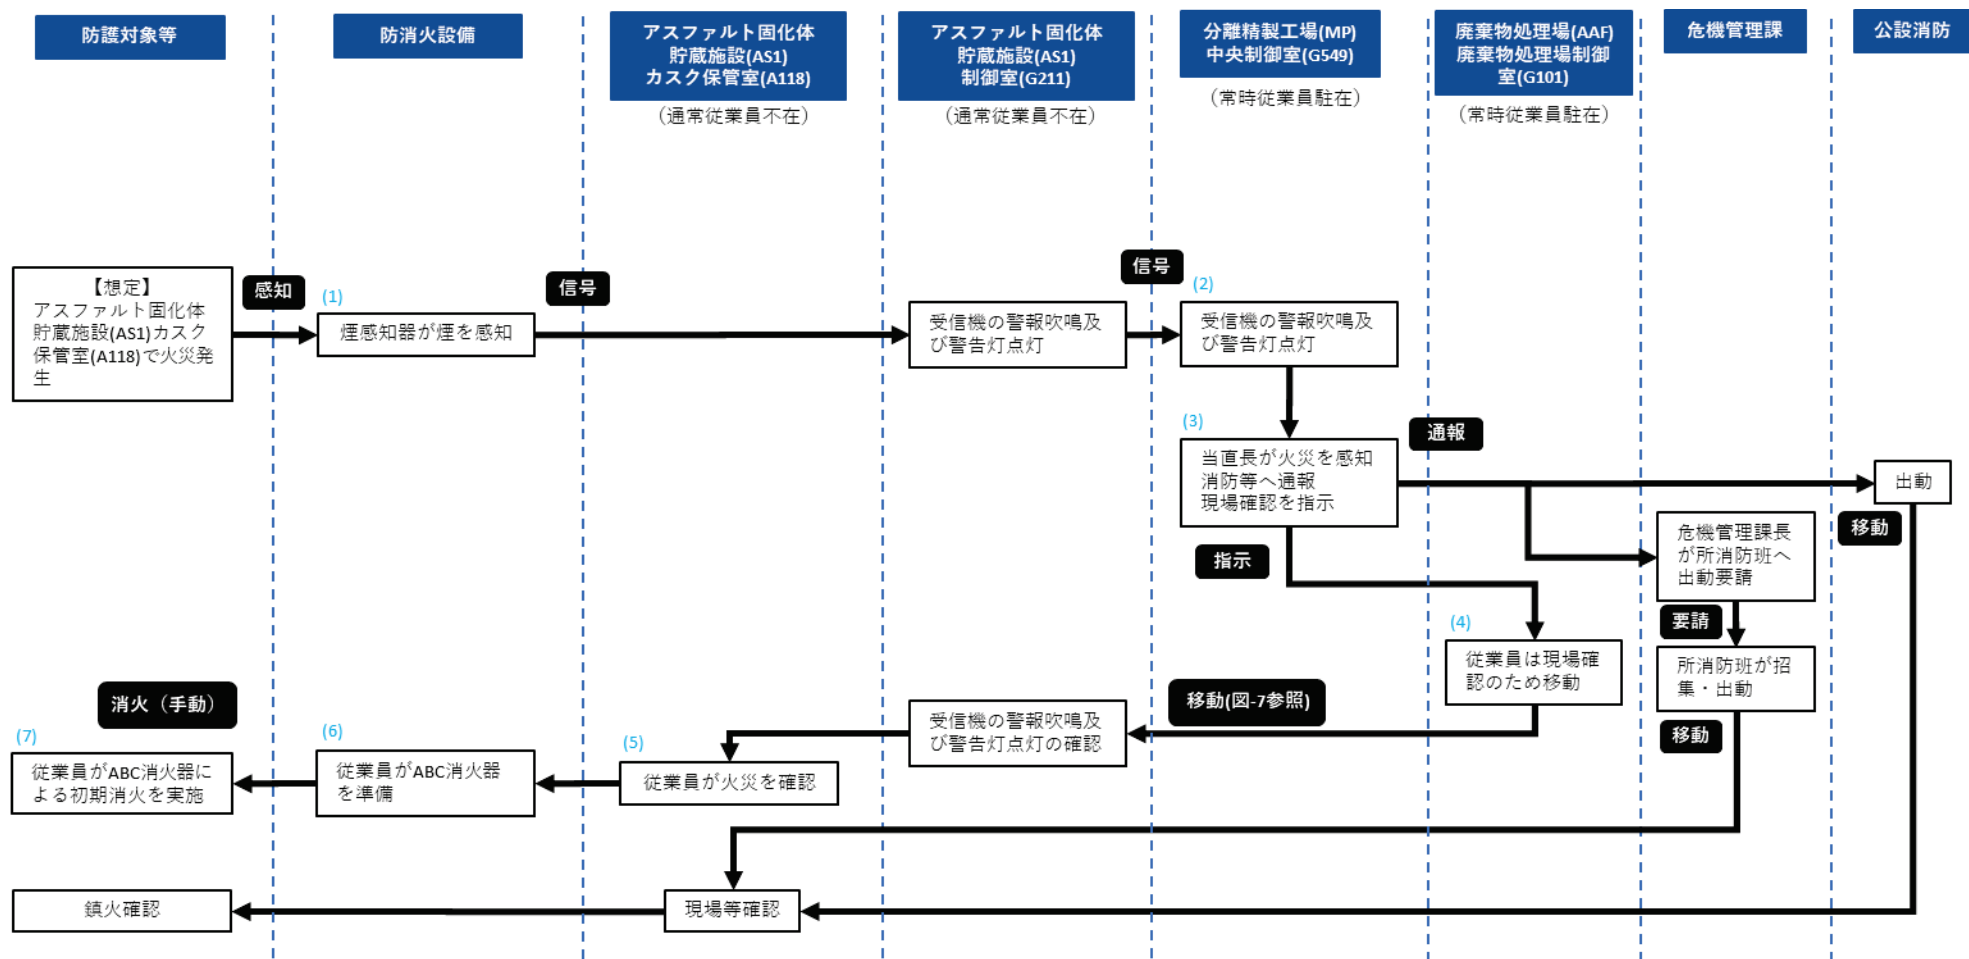 防護対象等
防消火設備
アスファルト固化体
貯蔵施設(AS1)
カスク保管室(A118)
（通常従業員不在）
アスファルト固化体
貯蔵施設(AS1)
制御室(G211)
（通常従業員不在）
分離精製工場(MP)
中央制御室(G549)
（常時従業員駐在）
廃棄物処理場(AAF)
廃棄物処理場制御
室(G101)
（常時従業員駐在）
危機管理課
公設消防
【想定】
アスファルト固化体
貯蔵施設(AS1)カスク
保管室(A118)で火災発
生
感知
(1)
煙感知器が煙を感知
信号
受信機の警報吹鳴及
び警告灯点灯
信号
(2)
受信機の警報吹鳴及
び警告灯点灯
(3)
当直長が火災を感知
消防等へ通報
現場確認を指示
通報
出動
移動
危機管理課長
が所消防班へ
出動要請
指示
要請
(4)
従業員は現場確
認のため移動
所消防班が招
集・出動
移動
移動(図-7参照)
受信機の警報吹鳴及
び警告灯点灯の確認
(5)
従業員が火災を確認
(6)
従業員がABC消火器
を準備
消火（手動）
(7)
従業員がABC消火器に
よる初期消火を実施
現場等確認
鎮火確認